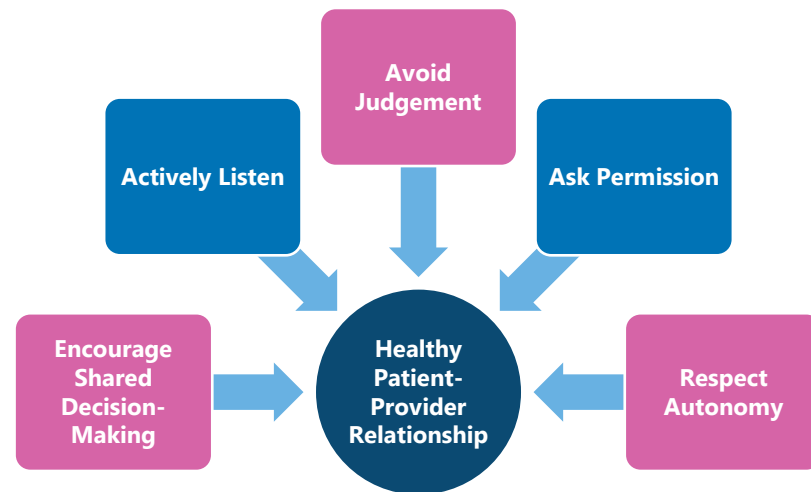 Avoid
Judgement
Actively Listen
Ask Permission
Encourage
Shared
Decision-
Making
Healthy
Patient-
Provider
Relationship
Respect
Autonomy